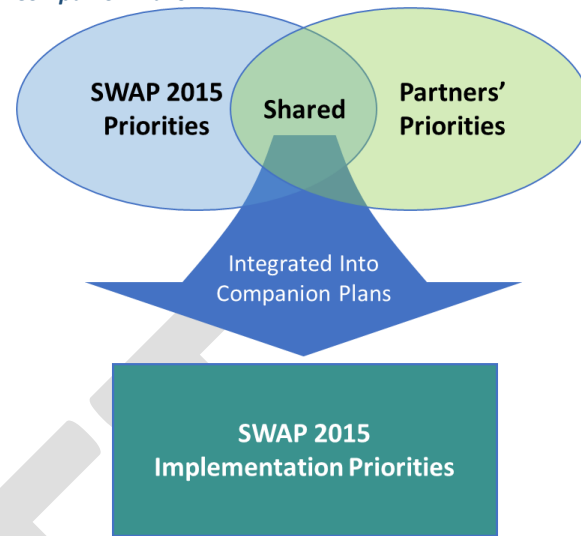 SWAP 2015
Priorities
Shared
Partners’
Priorities
Integrated Into
Companion Plans
SWAP 2015
Implementation Priorities